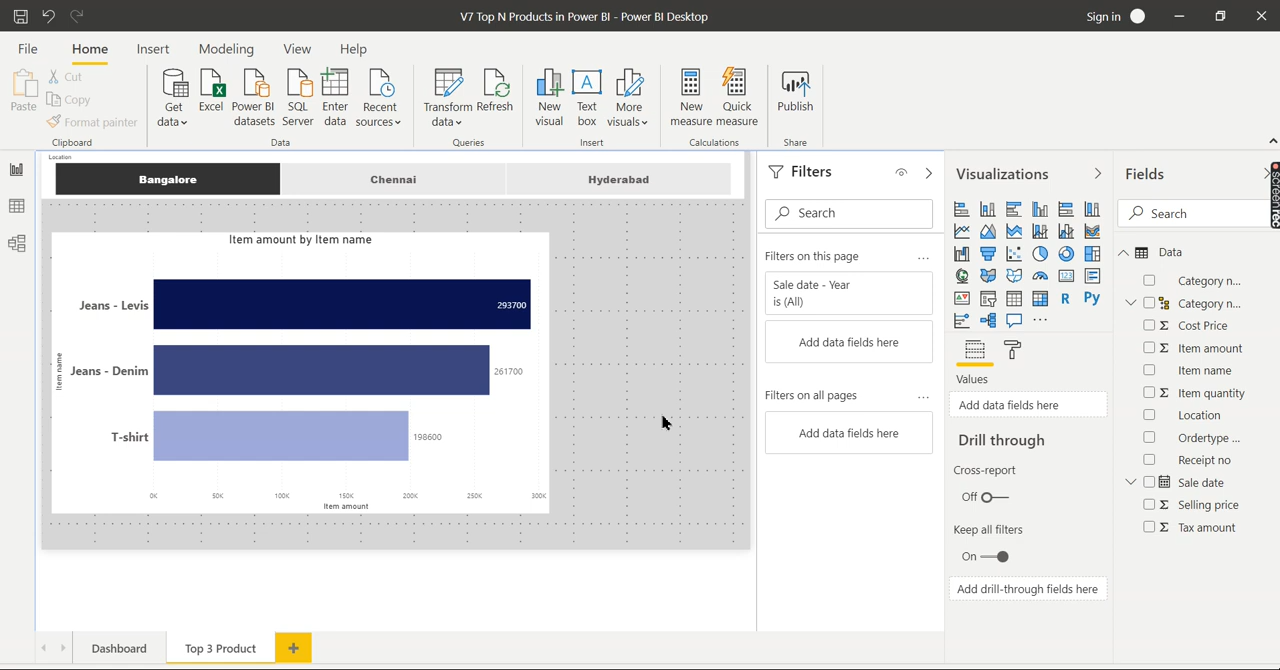 V7 Top N Products in Power BI - Power BI Desktop
Sign in
File Home Insert Modeling View Help
Paste
Cut
Copy
Format painter
Clipboard
Get data
Excel
Power BI datasets
SQL Server
Enter data
Recent sources
Data
Transform data
Refresh
Queries
New visual
Text box
More visuals
Insert
New measure
Quick measure
Calculations
Publish
Share
Location
Bangalore Chennai Hyderabad
Item amount by Item name
Item name
Jeans - Levis 293700
Jeans - Denim 261700
T-shirt 198600
0K 50K 100K 150K 200K 250K 300K
Item amount
Filters
Search
Filters on this page ...
Sale date - Year
is (All)
Add data fields here
Filters on all pages ...
Add data fields here
Visualizations
R Py
123
...
Values
Add data fields here
Drill through
Cross-report
Off
Keep all filters
On
Add drill-through fields here
Fields
Search
Data
Category n...
Category n...
Σ Cost Price
Σ Item amount
Item name
Σ Item quantity
Location
Ordertype ...
Receipt no
Sale date
Σ Selling price
Σ Tax amount
screenrec
Dashboard
Top 3 Product
+